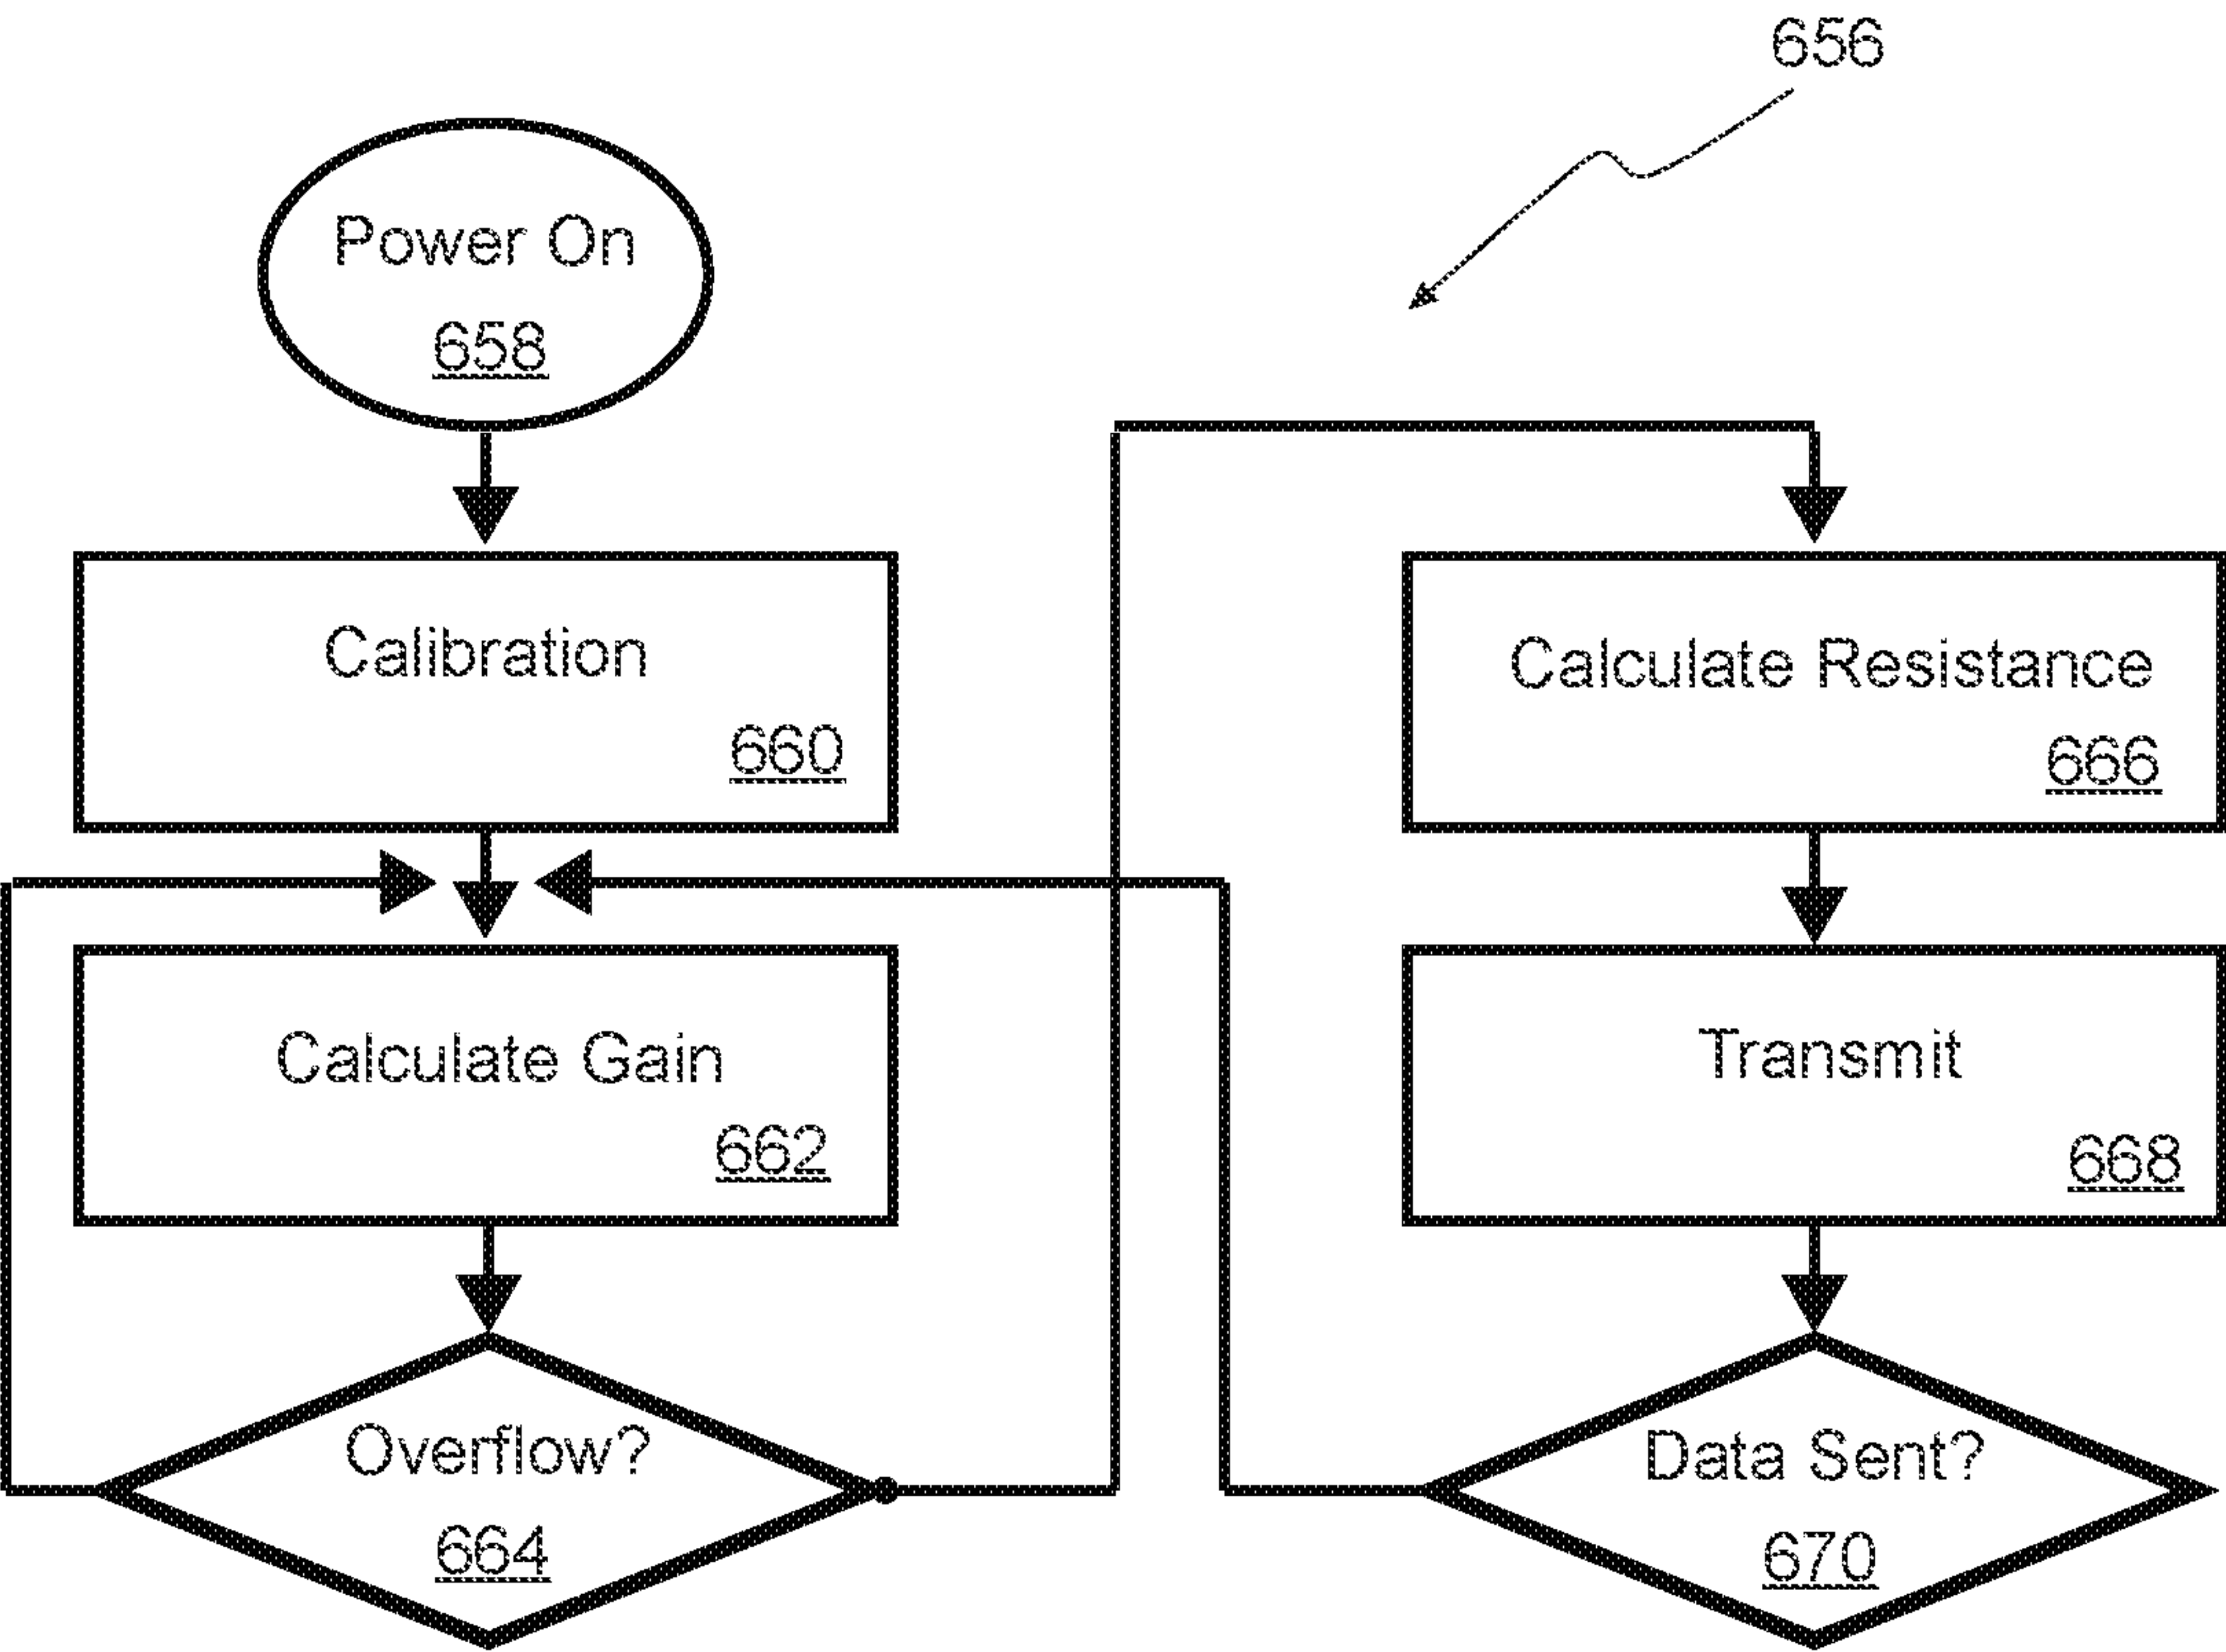 656
Power On
658
Calibration
660
Calculate Gain
662
Overflow?
664
Calculate Resistance
666
Transmit
668
Data Sent?
670